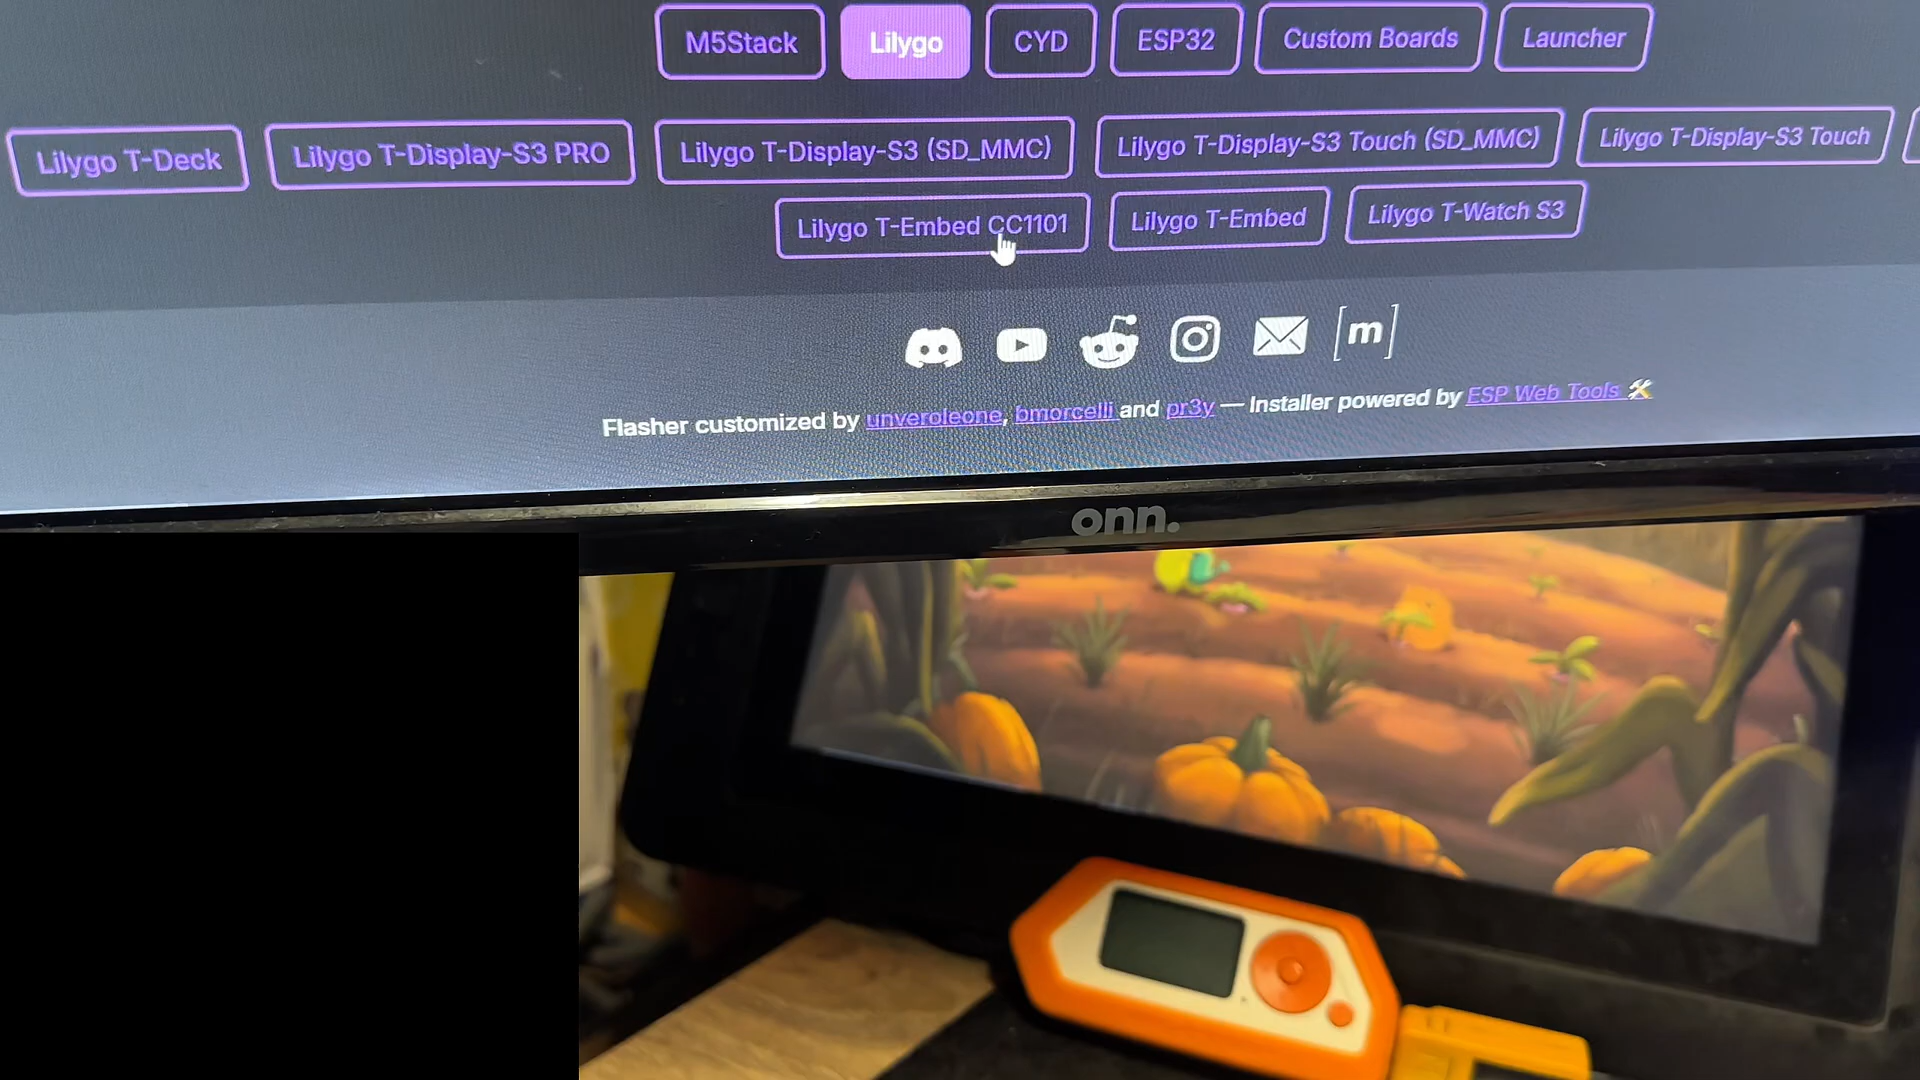 M5Stack Lilygo CYD ESP32 Custom Boards Launcher
Lilygo T-Deck Lilygo T-Display-S3 PRO Lilygo T-Display-S3 (SD_MMC) Lilygo T-Display-S3 Touch (SD_MMC) Lilygo T-Display-S3 Touch
Lilygo T-Embed CC1101 Lilygo T-Embed Lilygo T-Watch S3
[m]
Flasher customized by unveroleone, bmorcelli and pr3y — Installer powered by ESP Web Tools 🛠
onn.